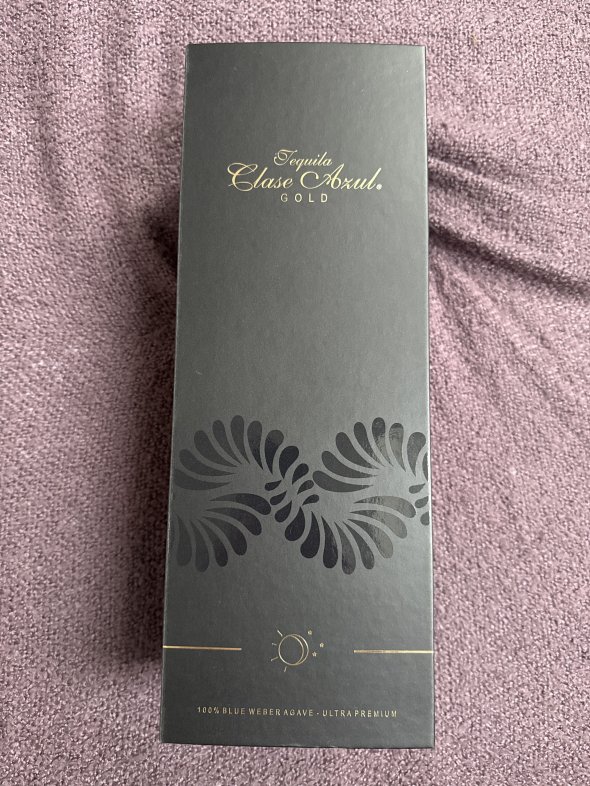 Tequila
Clase Azul®
GOLD
100% BLUE WEBER AGAVE - ULTRA PREMIUM